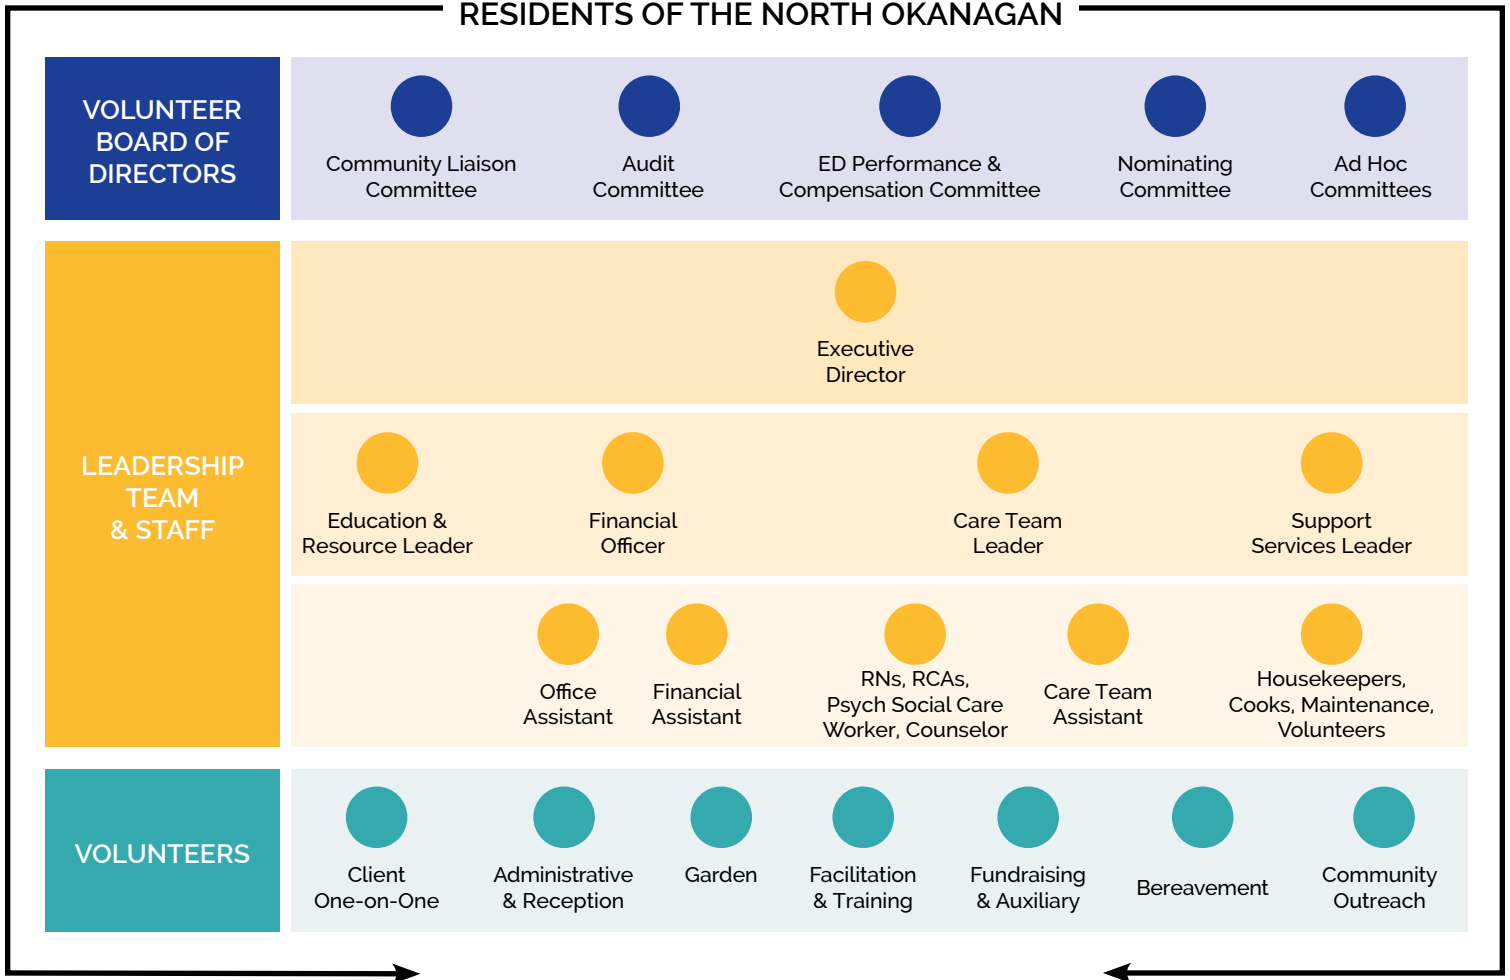 RESIDENTS OF THE NORTH OKANAGAN
VOLUNTEER
BOARD OF
DIRECTORS
Community Liaison
Committee
Audit
Committee
ED Performance &
Compensation Committee
Nominating
Committee
Ad Hoc
Committees
LEADERSHIP
TEAM
& STAFF
Executive
Director
Education &
Resource Leader
Financial
Officer
Care Team
Leader
Support
Services Leader
Office
Assistant
Financial
Assistant
RNs, RCAs,
Psych Social Care
Worker, Counselor
Care Team
Assistant
Housekeepers,
Cooks, Maintenance,
Volunteers
VOLUNTEERS
Client
One-on-One
Administrative
& Reception
Garden
Facilitation
& Training
Fundraising
& Auxiliary
Bereavement
Community
Outreach